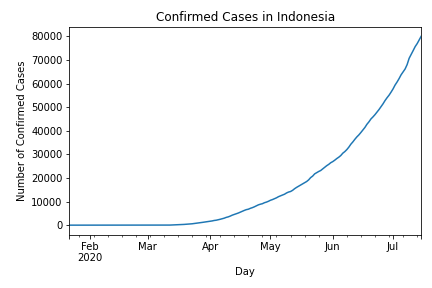 Confirmed Cases in Indonesia
Number of Confirmed Cases
80000
70000
60000
50000
40000
30000
20000
10000
0
Feb Mar Apr May Jun Jul
2020
Day